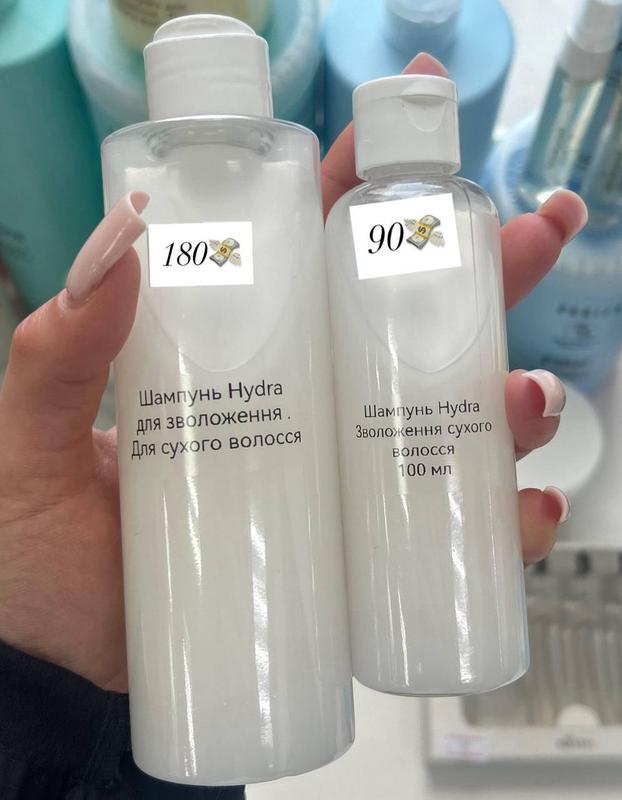 180
90
Шампунь Hydra
для зволоження .
Для сухого волосся
Шампунь Hydra
Зволоження сухого
волосся
100 мл